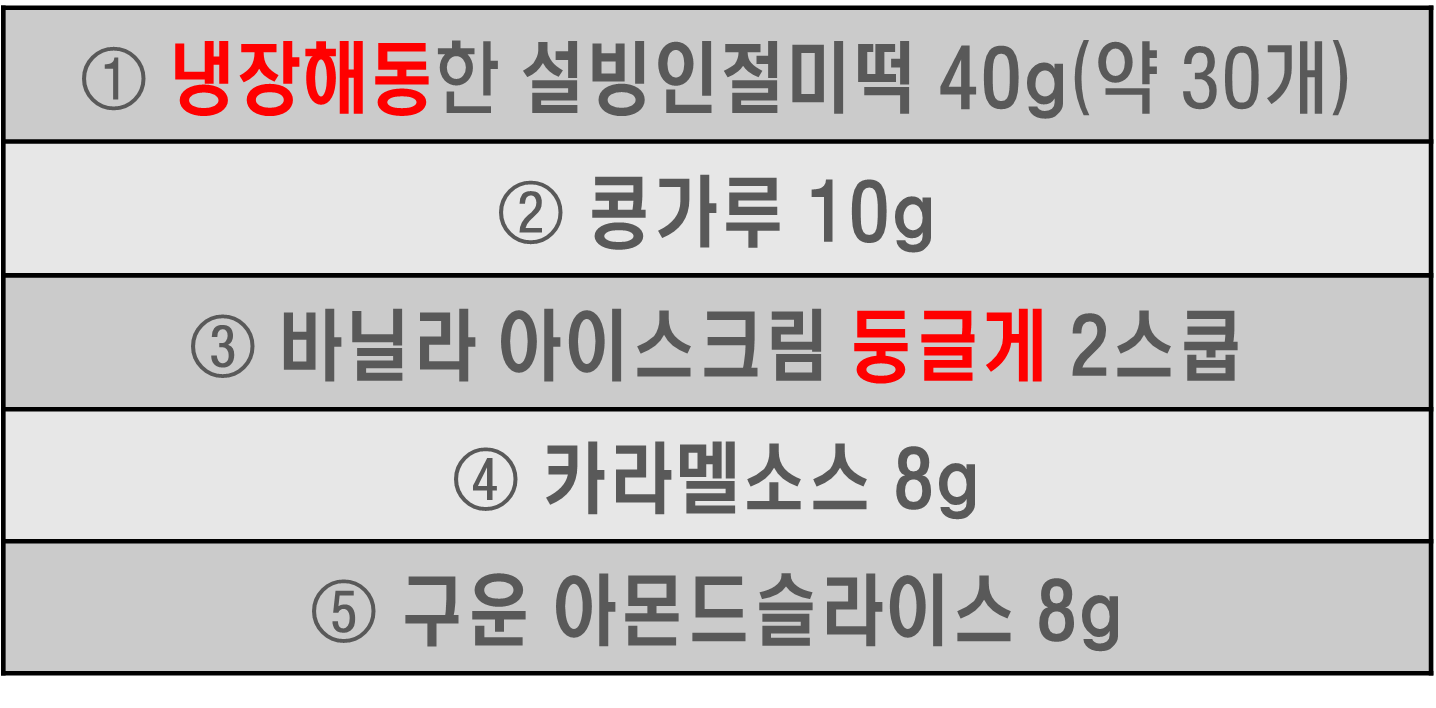 ① 냉장해동한 설빙인절미떡 40g(약 30개)
② 콩가루 10g
③ 바닐라 아이스크림 둥글게 2스쿱
④ 카라멜소스 8g
⑤ 구운 아몬드슬라이스 8g